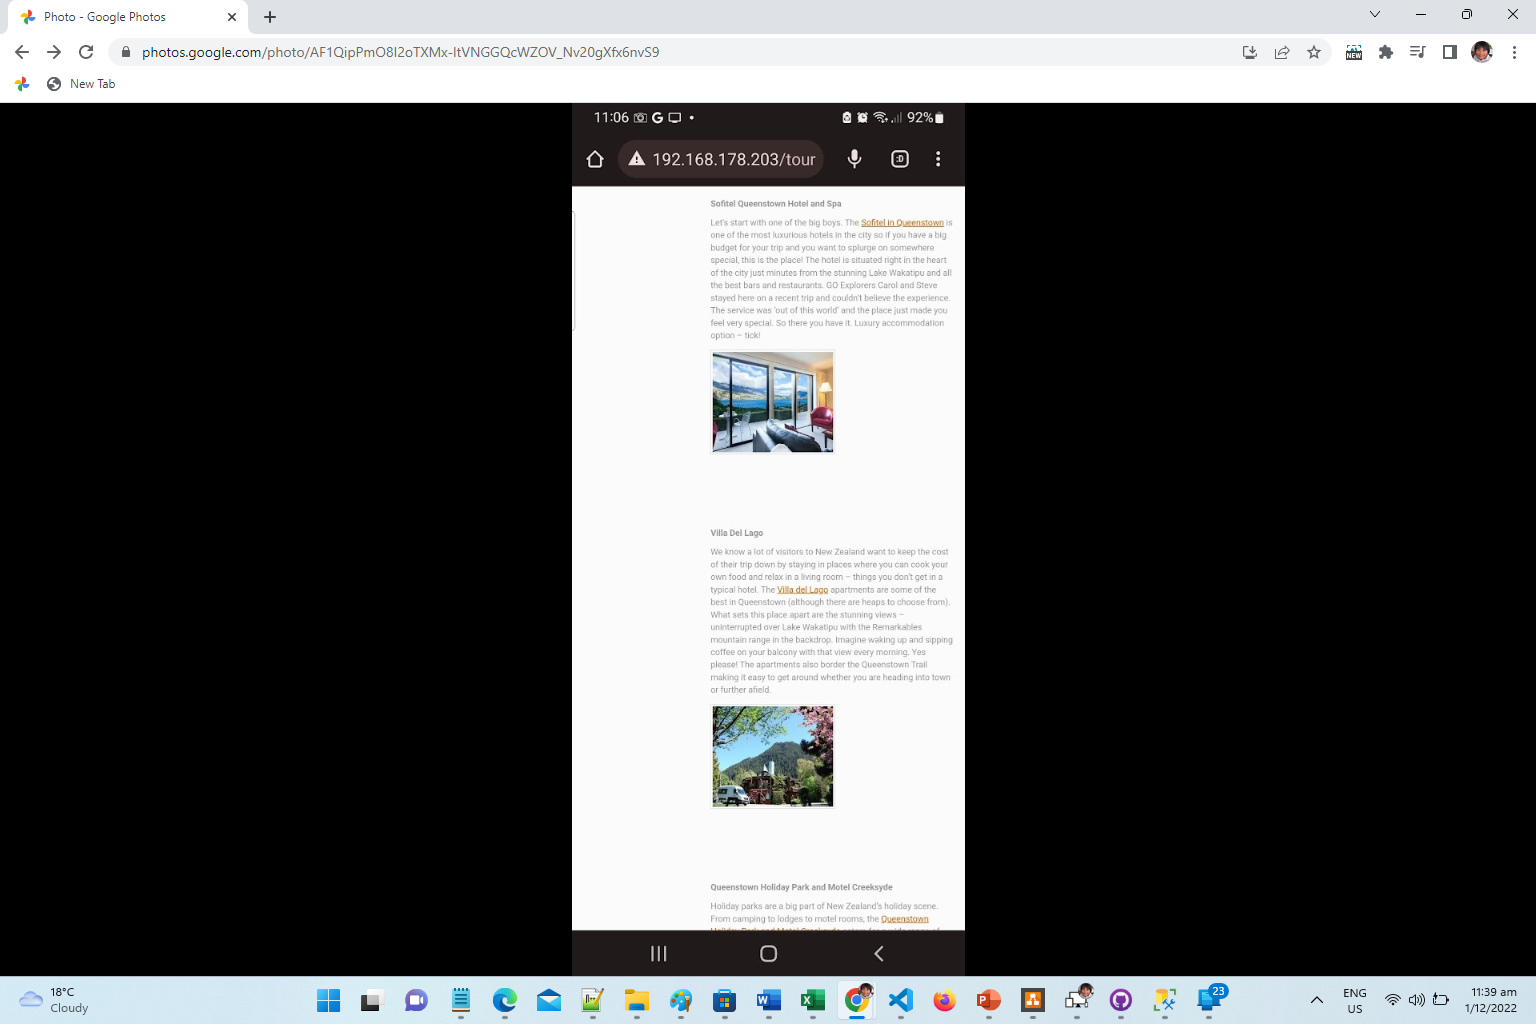 Photo - Google Photos
photos.google.com/photo/AF1QipPmO8I2oTXMx-ItVNGGQcWZOV_Nv20gXfx6nvS9
NEW
New Tab
11:06
92%
192.168.178.203/tour
:D
Sofitel Queenstown Hotel and Spa
Let's start with one of the big boys. The Sofitel in Queenstown is
one of the most luxurious hotels in the city so if you have a big
budget for your trip and you want to splurge on somewhere
special, this is the place! The hotel is situated right in the heart
of the city just minutes from the stunning Lake Wakatipu and all
the best bars and restaurants. GO Explorers Carol and Steve
stayed here on a recent trip and couldn't believe the experience.
The service was 'out of this world' and the place just made you
feel very special. So there you have it. Luxury accommodation
option – tick!
Villa Del Lago
We know a lot of visitors to New Zealand want to keep the cost
of their trip down by staying in places where you can cook your
own food and relax in a living room – things you don't get in a
typical hotel. The Villa del Lago apartments are some of the
best in Queenstown (although there are heaps to choose from).
What sets this place apart are the stunning views –
uninterrupted over Lake Wakatipu with the Remarkables
mountain range in the backdrop. Imagine waking up and sipping
coffee on your balcony with that view every morning. Yes
please! The apartments also border the Queenstown Trail
making it easy to get around whether you are heading into town
or further afield.
Queenstown Holiday Park and Motel Creeksyde
Holiday parks are a big part of New Zealand's holiday scene.
From camping to lodges to motel rooms, the Queenstown
18°C
Cloudy
23
ENG
US
11:39 am
1/12/2022